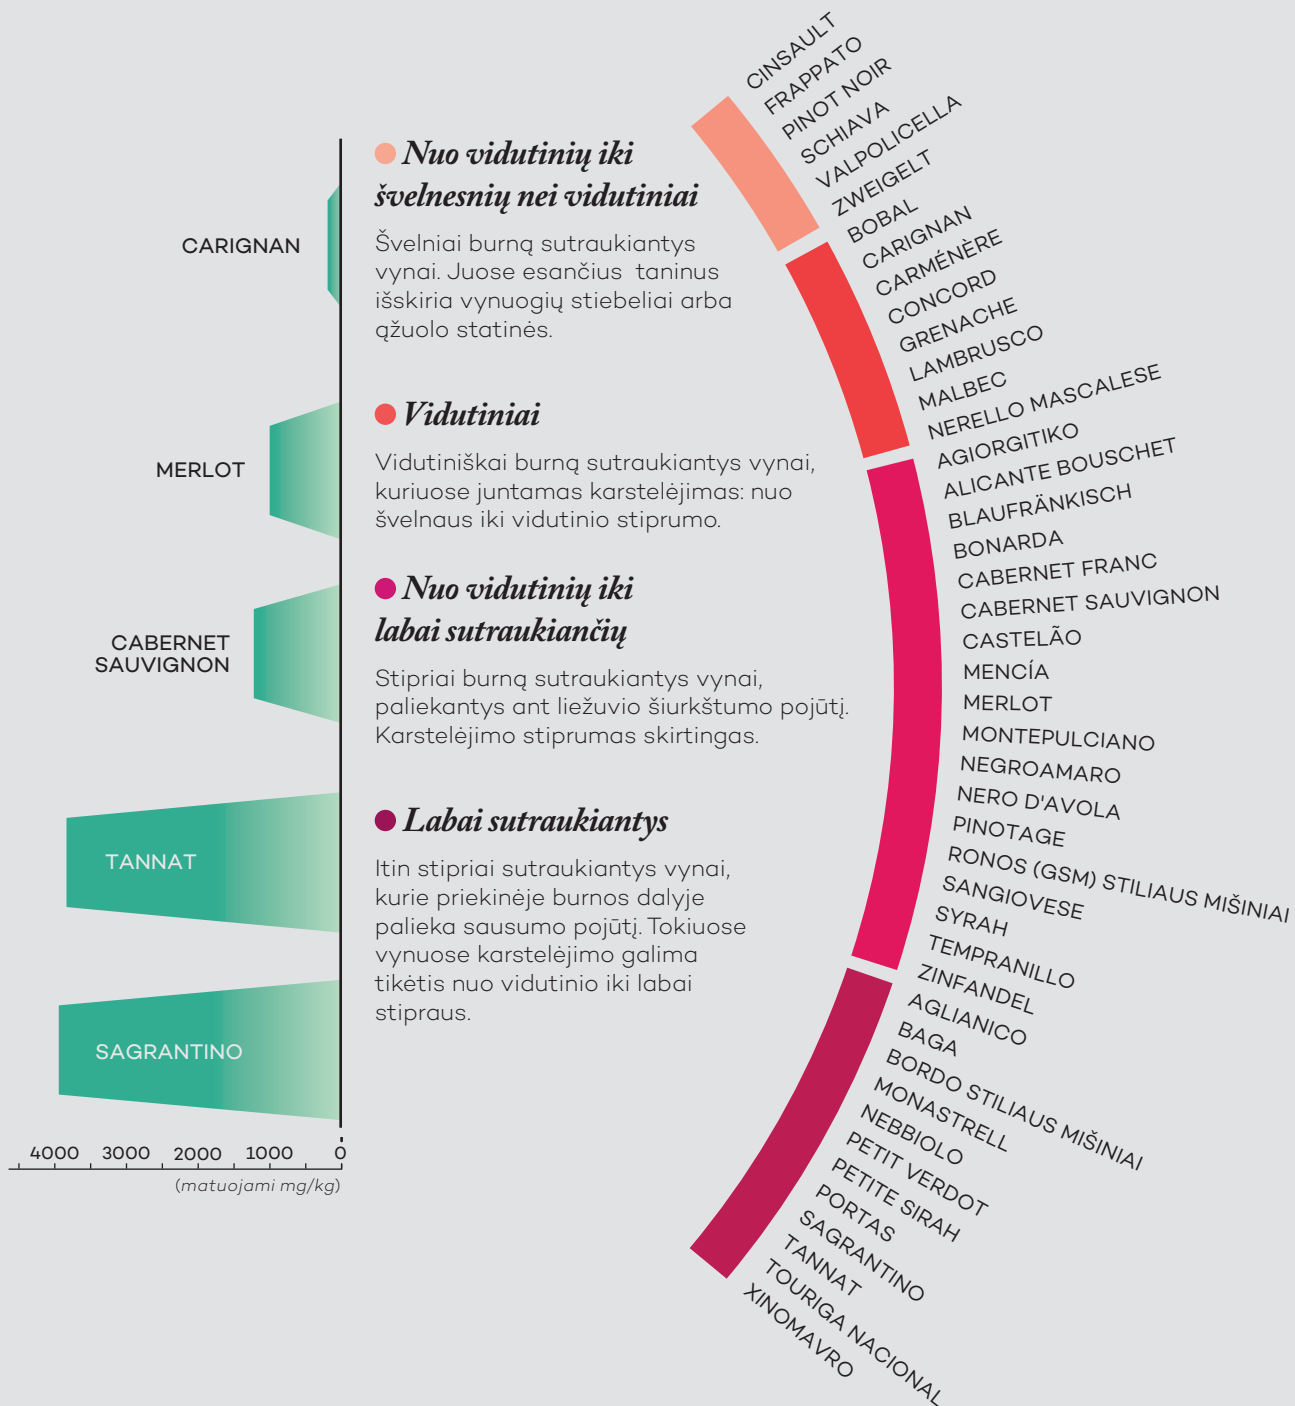 CARIGNAN
MERLOT
CABERNET
SAUVIGNON
TANNAT
SAGRANTINO
4000 3000 2000 1000 0
(matuojami mg/kg)
Nuo vidutinių iki
švelnesnių nei vidutiniai
Švelniai burną sutraukiantys
vynai. Juose esančius taninus
išskiria vynuogių stiebeliai arba
ąžuolo statinės.
Vidutiniai
Vidutiniškai burną sutraukiantys vynai,
kuriuose juntamas karstelėjimas: nuo
švelnaus iki vidutinio stiprumo.
Nuo vidutinių iki
labai sutraukiančių
Stipriai burną sutraukiantys vynai,
paliekantys ant liežuvio šiurkštumo pojūtį.
Karstelėjimo stiprumas skirtingas.
Labai sutraukiantys
Itin stipriai sutraukiantys vynai,
kurie priekinėje burnos dalyje
palieka sausumo pojūtį. Tokiuose
vynuose karstelėjimo galima
tikėtis nuo vidutinio iki labai
stipraus.
CINSAULT
FRAPPATO
PINOT NOIR
SCHIAVA
VALPOLICELLA
ZWEIGELT
BOBAL
CARIGNAN
CARMÉNÈRE
CONCORD
GRENACHE
LAMBRUSCO
MALBEC
NERELLO MASCALESE
AGIORGITIKO
ALICANTE BOUSCHET
BLAUFRÄNKISCH
BONARDA
CABERNET FRANC
CABERNET SAUVIGNON
CASTELÃO
MENCÍA
MERLOT
MONTEPULCIANO
NEGROAMARO
NERO D'AVOLA
PINOTAGE
RONOS (GSM) STILIAUS MIŠINIAI
SANGIOVESE
SYRAH
TEMPRANILLO
ZINFANDEL
AGLIANICO
BAGA
BORDO STILIAUS MIŠINIAI
MONASTRELL
NEBBIOLO
PETIT VERDOT
PETITE SIRAH
PORTAS
SAGRANTINO
TANNAT
TOURIGA NACIONAL
XINOMAVRO